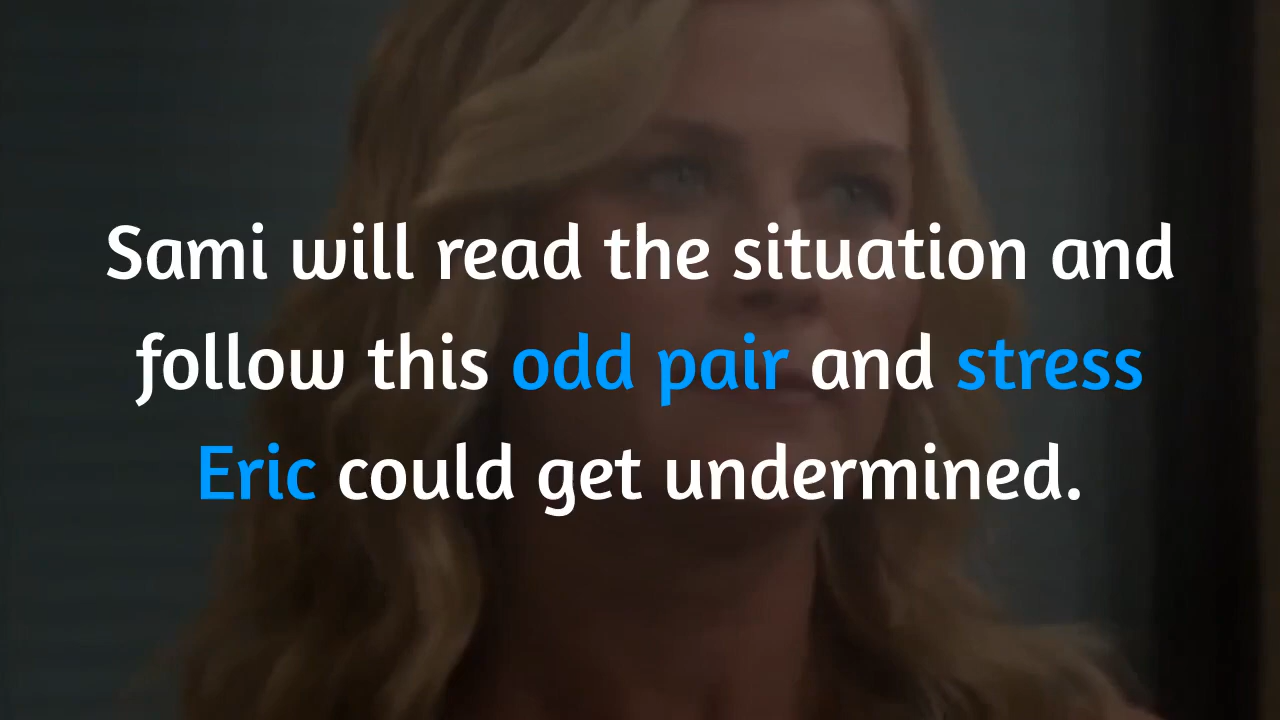 Sami will read the situation and
follow this odd pair and stress
Eric could get undermined.